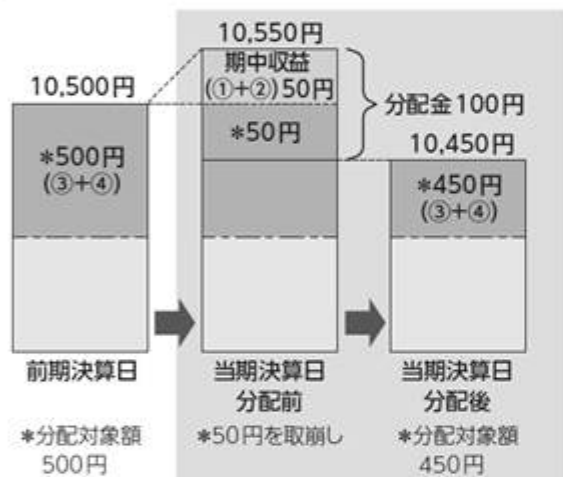 10,500円
*500円
(③+④)
前期決算日
*分配対象額
500円
10,550円
期中収益
(①+②)50円
*50円
分配金100円
当期決算日
分配前
*50円を取崩し
10,450円
*450円
(③+④)
当期決算日
分配後
*分配対象額
450円